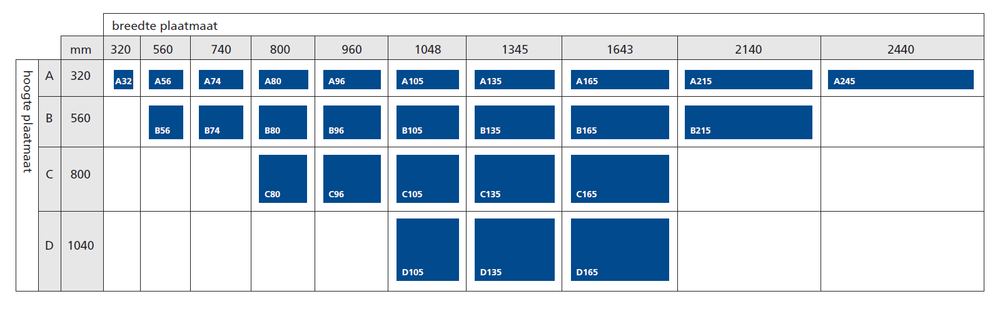 breedte plaatmaat
mm 320 560 740 800 960 1048 1345 1643 2140 2440
hoogte plaatmaat
A 320 A32 A56 A74 A80 A96 A105 A135 A165 A215 A245
B 560 B56 B74 B80 B96 B105 B135 B165 B215
C 800 C80 C96 C105 C135 C165
D 1040 D105 D135 D165